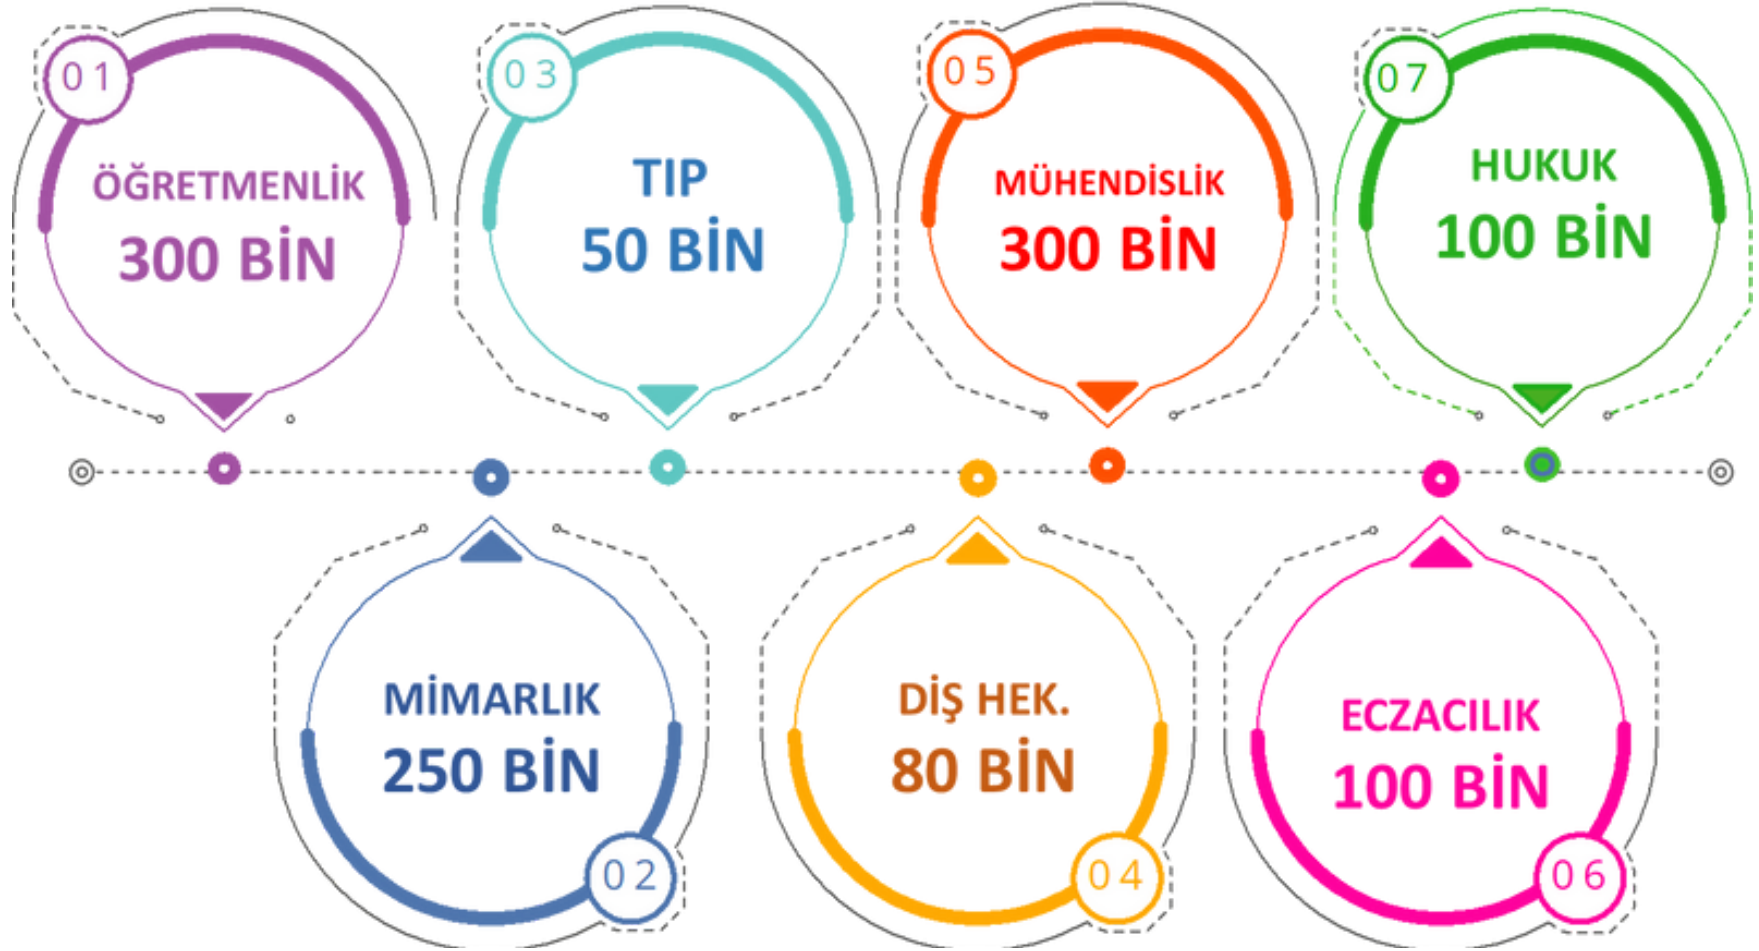 01
ÖĞRETMENLİK
300 BİN
03
TIP
50 BİN
05
MÜHENDİSLİK
300 BİN
07
HUKUK
100 BİN
MİMARLIK
250 BİN
02
DİŞ HEK.
80 BİN
04
ECZACILIK
100 BİN
06